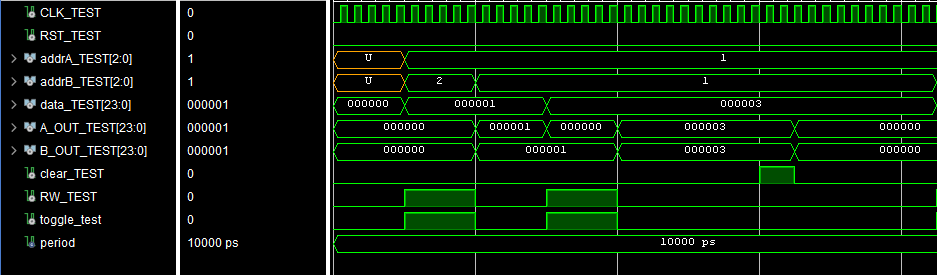 CLK_TEST 0
RST_TEST 0
addrA_TEST[2:0] 1 U 1
addrB_TEST[2:0] 1 U 2 1
data_TEST[23:0] 000001 000000 000001 000003
A_OUT_TEST[23:0] 000001 000000 000001 000000 000003 000000
B_OUT_TEST[23:0] 000001 000000 000001 000003 000000
clear_TEST 0
RW_TEST 0
toggle_test 0
period 10000 ps 10000 ps